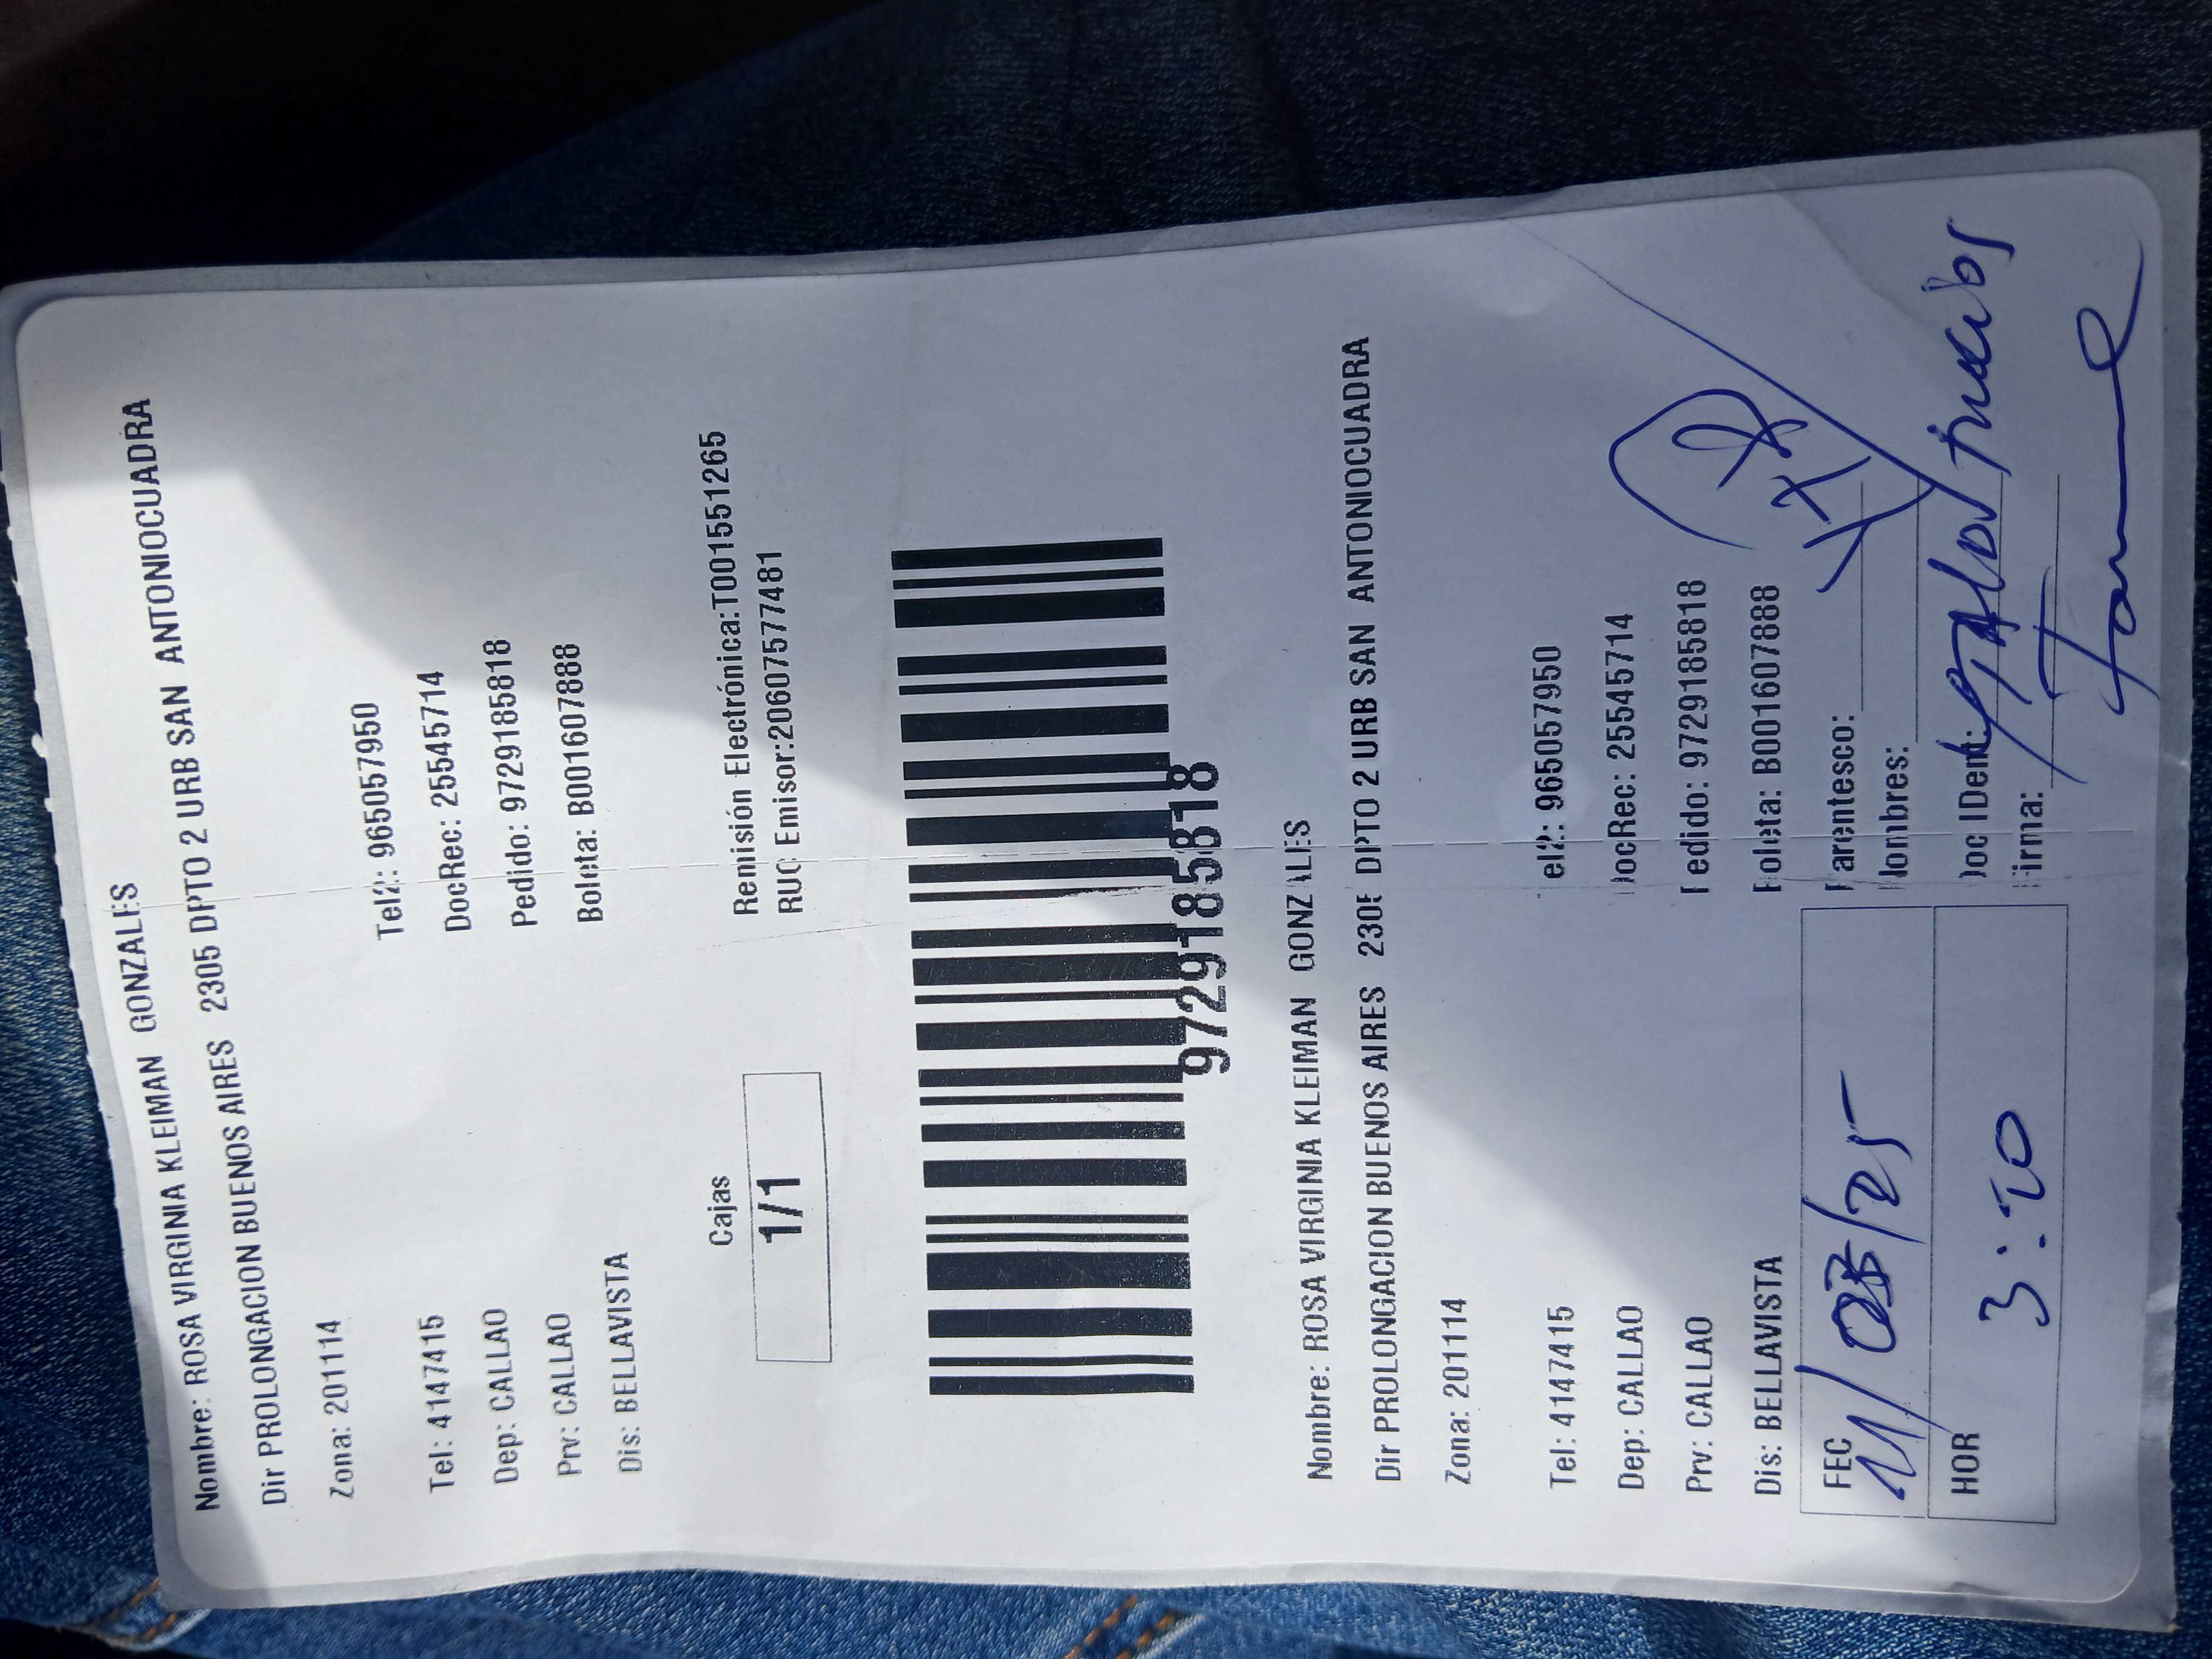 Nombre: ROSA VIRGINIA KLEIMAN GONZALES
Dir PROLONGACION BUENOS AIRES 2305 DPTO 2 URB SAN ANTONIOCUADRA
Zona: 201114
Tel: 4147415 Tel2: 965057950
Dep: CALLAO DocRec: 25545714
Prv: CALLAO Pedido: 972918585818
Dis: BELLAVISTA Boleta: B001607888
Cajas Remisión Electrónica:T001551265
1/1 RUC Emisor:20607577481
9729185818
Nombre: ROSA VIRGINIA KLEIMAN GONZALES
Dir PROLONGACION BUENOS AIRES 2305 DPTO 2 URB SAN ANTONIOCUADRA
Zona: 201114
Tel: 4147415 Tel2: 965057950
Dep: CALLAO DocRec: 25545714
Prv: CALLAO Pedido: 9729185818
Dis: BELLAVISTA Boleta: B001607888
FEC Parentesco:
/25 Nombres:
HOR Doc IDent:
Firma: